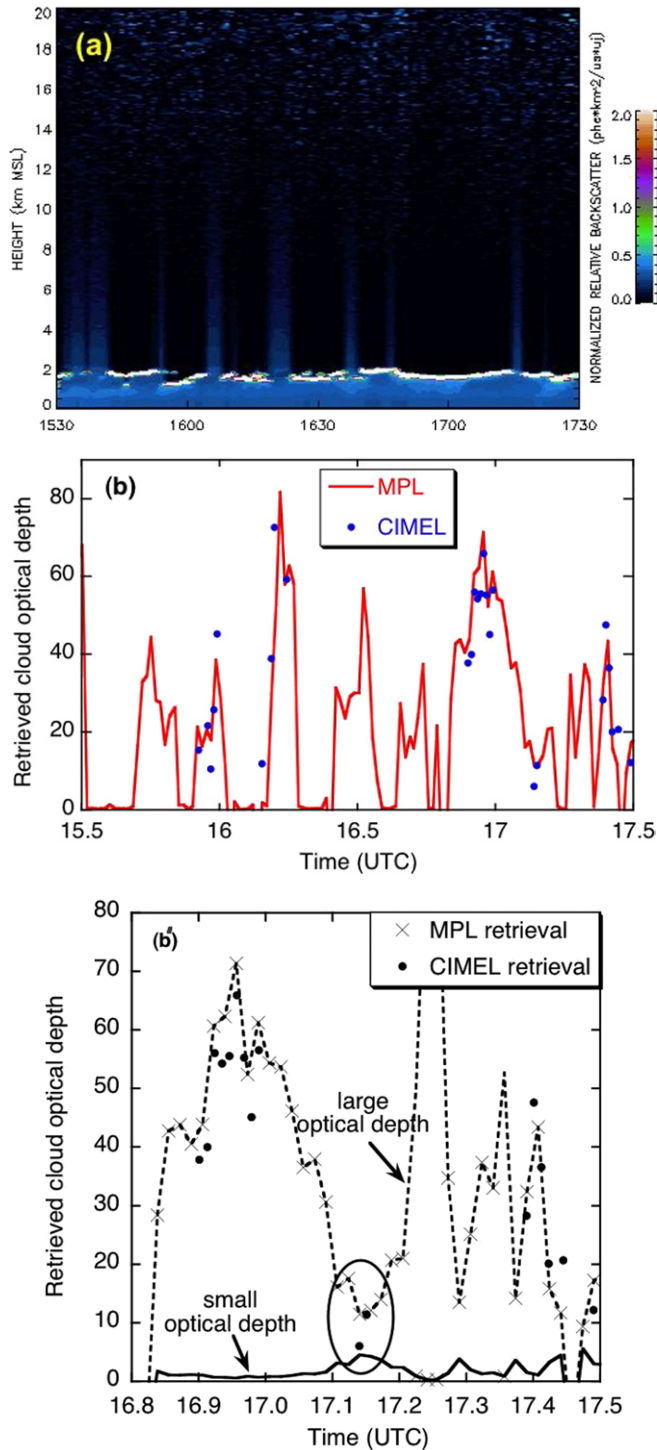 (a)
20
18
16
14
12
10
8
6
4
2
0
HEIGHT (km MSL)
1530 1600 1630 1700 1730
NORMALIZED RELATIVE BACKSCATTER (phe*km^2/us*uj)
2.0
1.5
1.0
0.5
0.0
(b)
MPL
CIMEL
80
60
40
20
0
Retrieved cloud optical depth
15.5 16 16.5 17 17.5
Time (UTC)
MPL retrieval
CIMEL retrieval
80
70
60
50
40
30
20
10
0
Retrieved cloud optical depth
large
optical depth
small
optical depth
16.8 16.9 17.0 17.1 17.2 17.3 17.4 17.5
Time (UTC)